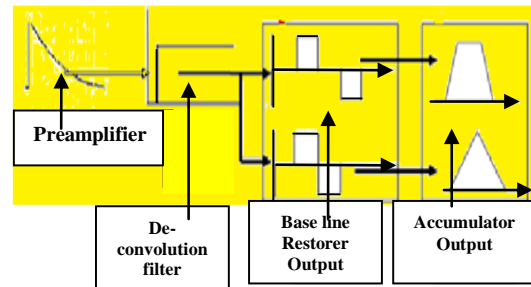 Preamplifier
De-
convolution
filter
Base line
Restorer
Output
Accumulator
Output